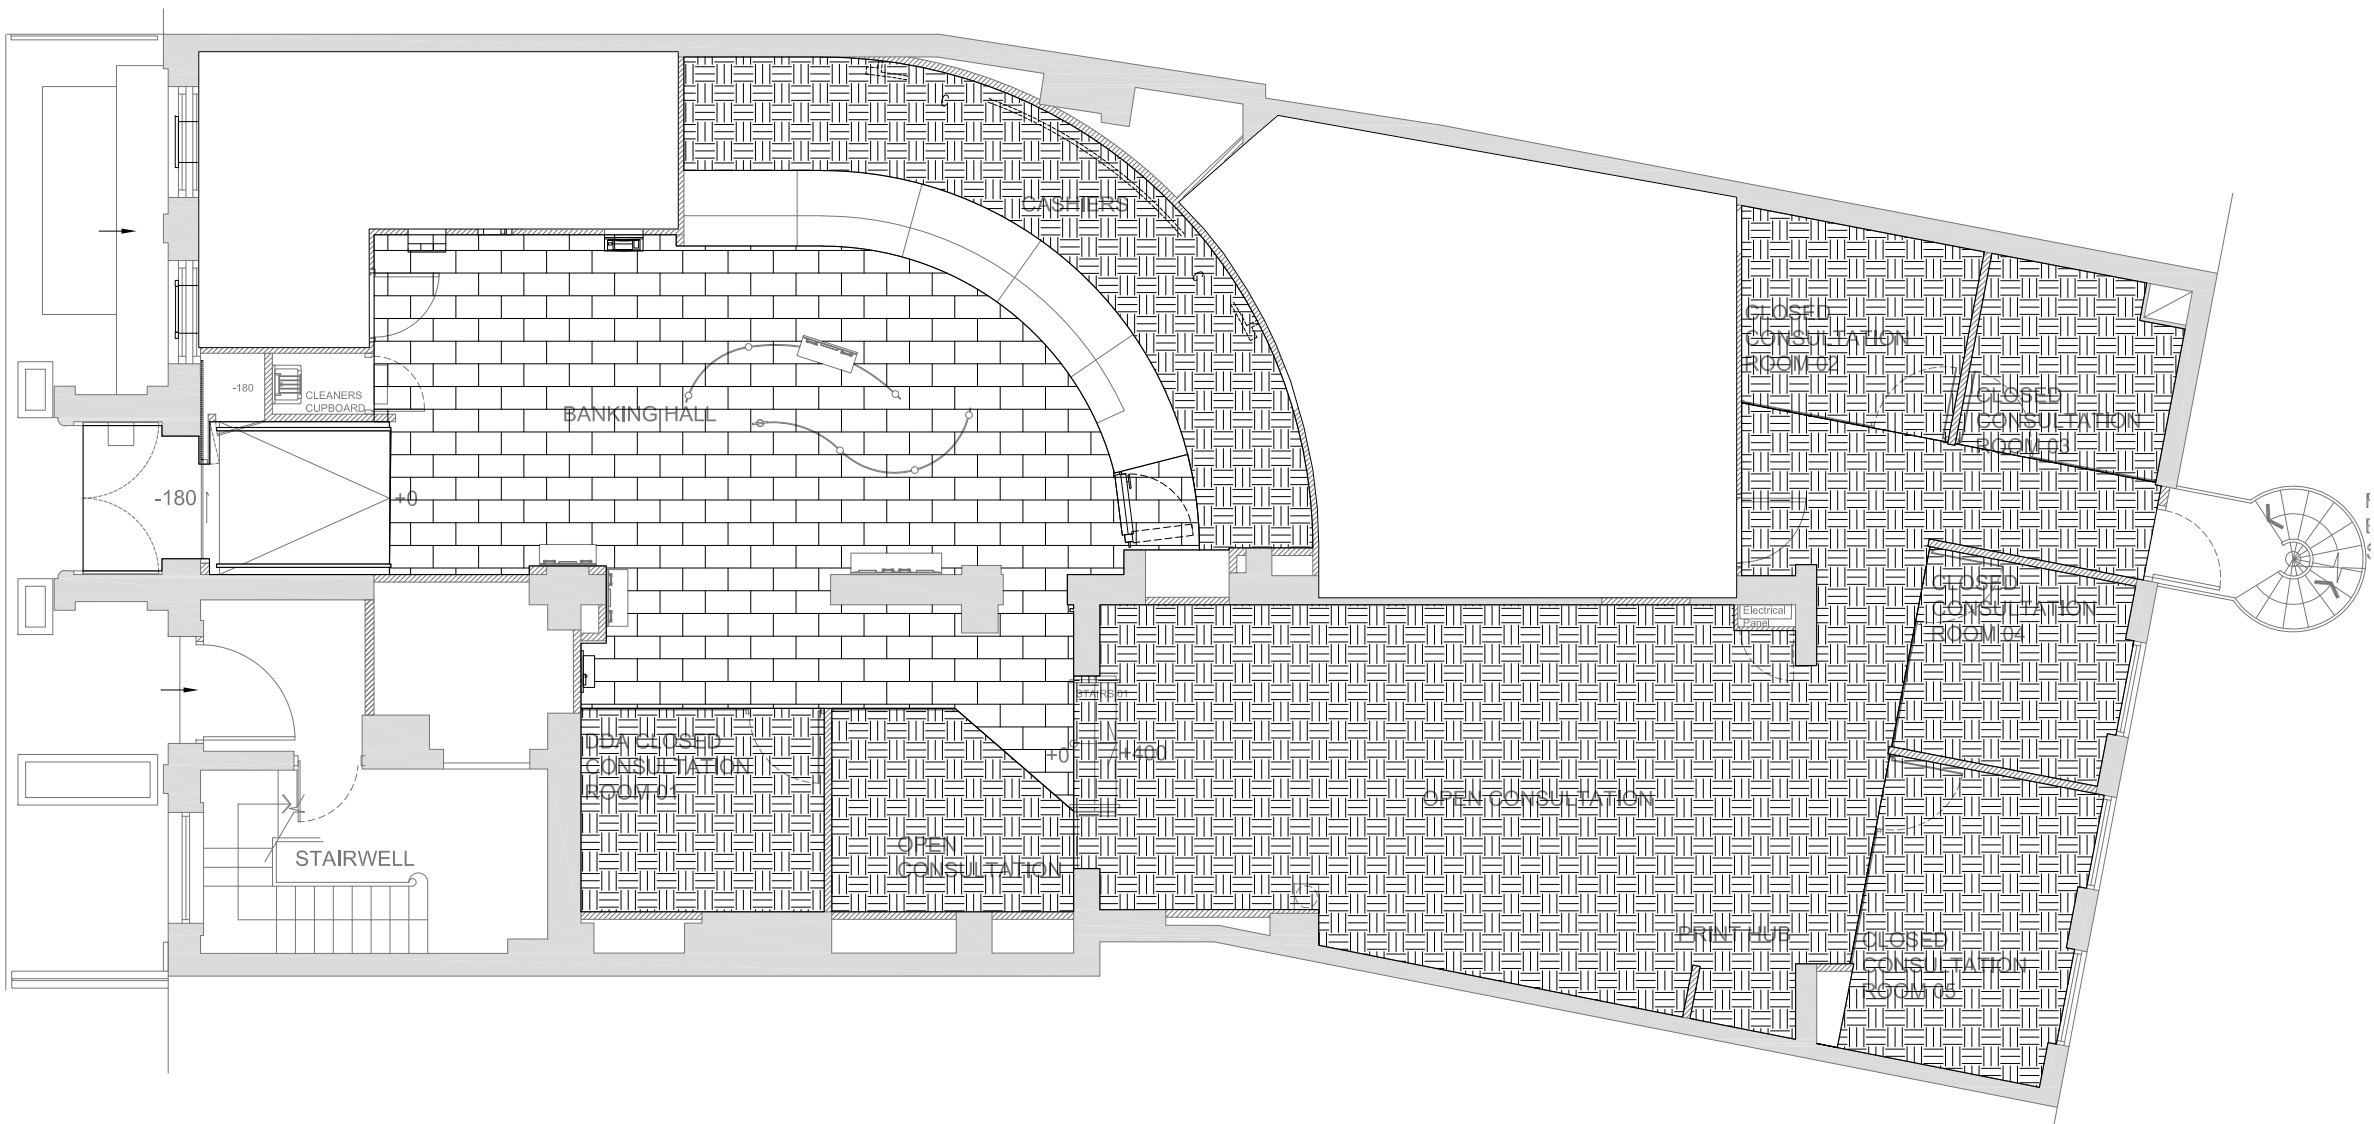 CASHIERS
CLOSED
CONSULTATION
ROOM 02
-180
CLEANERS
CUPBOARD
BANKING HALL
CLOSED
CONSULTATION
ROOM 03
-180
+0
CLOSED
CONSULTATION
ROOM 04
Electrical
Panel
STAIRS 01
DDA CLOSED
CONSULTATION
ROOM 01
+0
+400
OPEN CONSULTATION
STAIRWELL
OPEN
CONSULTATION
PRINT HUB
CLOSED
CONSULTATION
ROOM 05